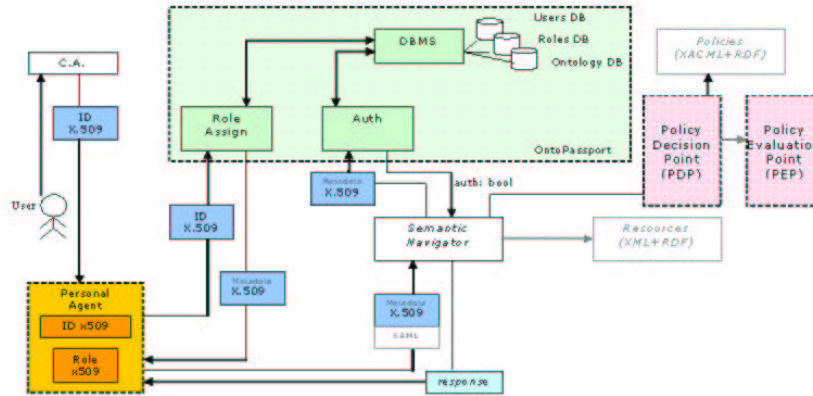 Users DB
DBMS
Roles DB
Ontology DB
Policies
(XACML+RDF)
C.A.
ID
X.509
Role
Assign
Auth
OntoPassport
Policy
Decision
Point
(PDP)
Policy
Evaluation
Point
(PEP)
Metadata
X.509
auth: bool
User
ID
X.509
Semantic
Navigator
Resources
(XML+RDF)
Metadata
X.509
Personal
Agent
ID x509
Metadata
X.509
SAML
Role
x509
response